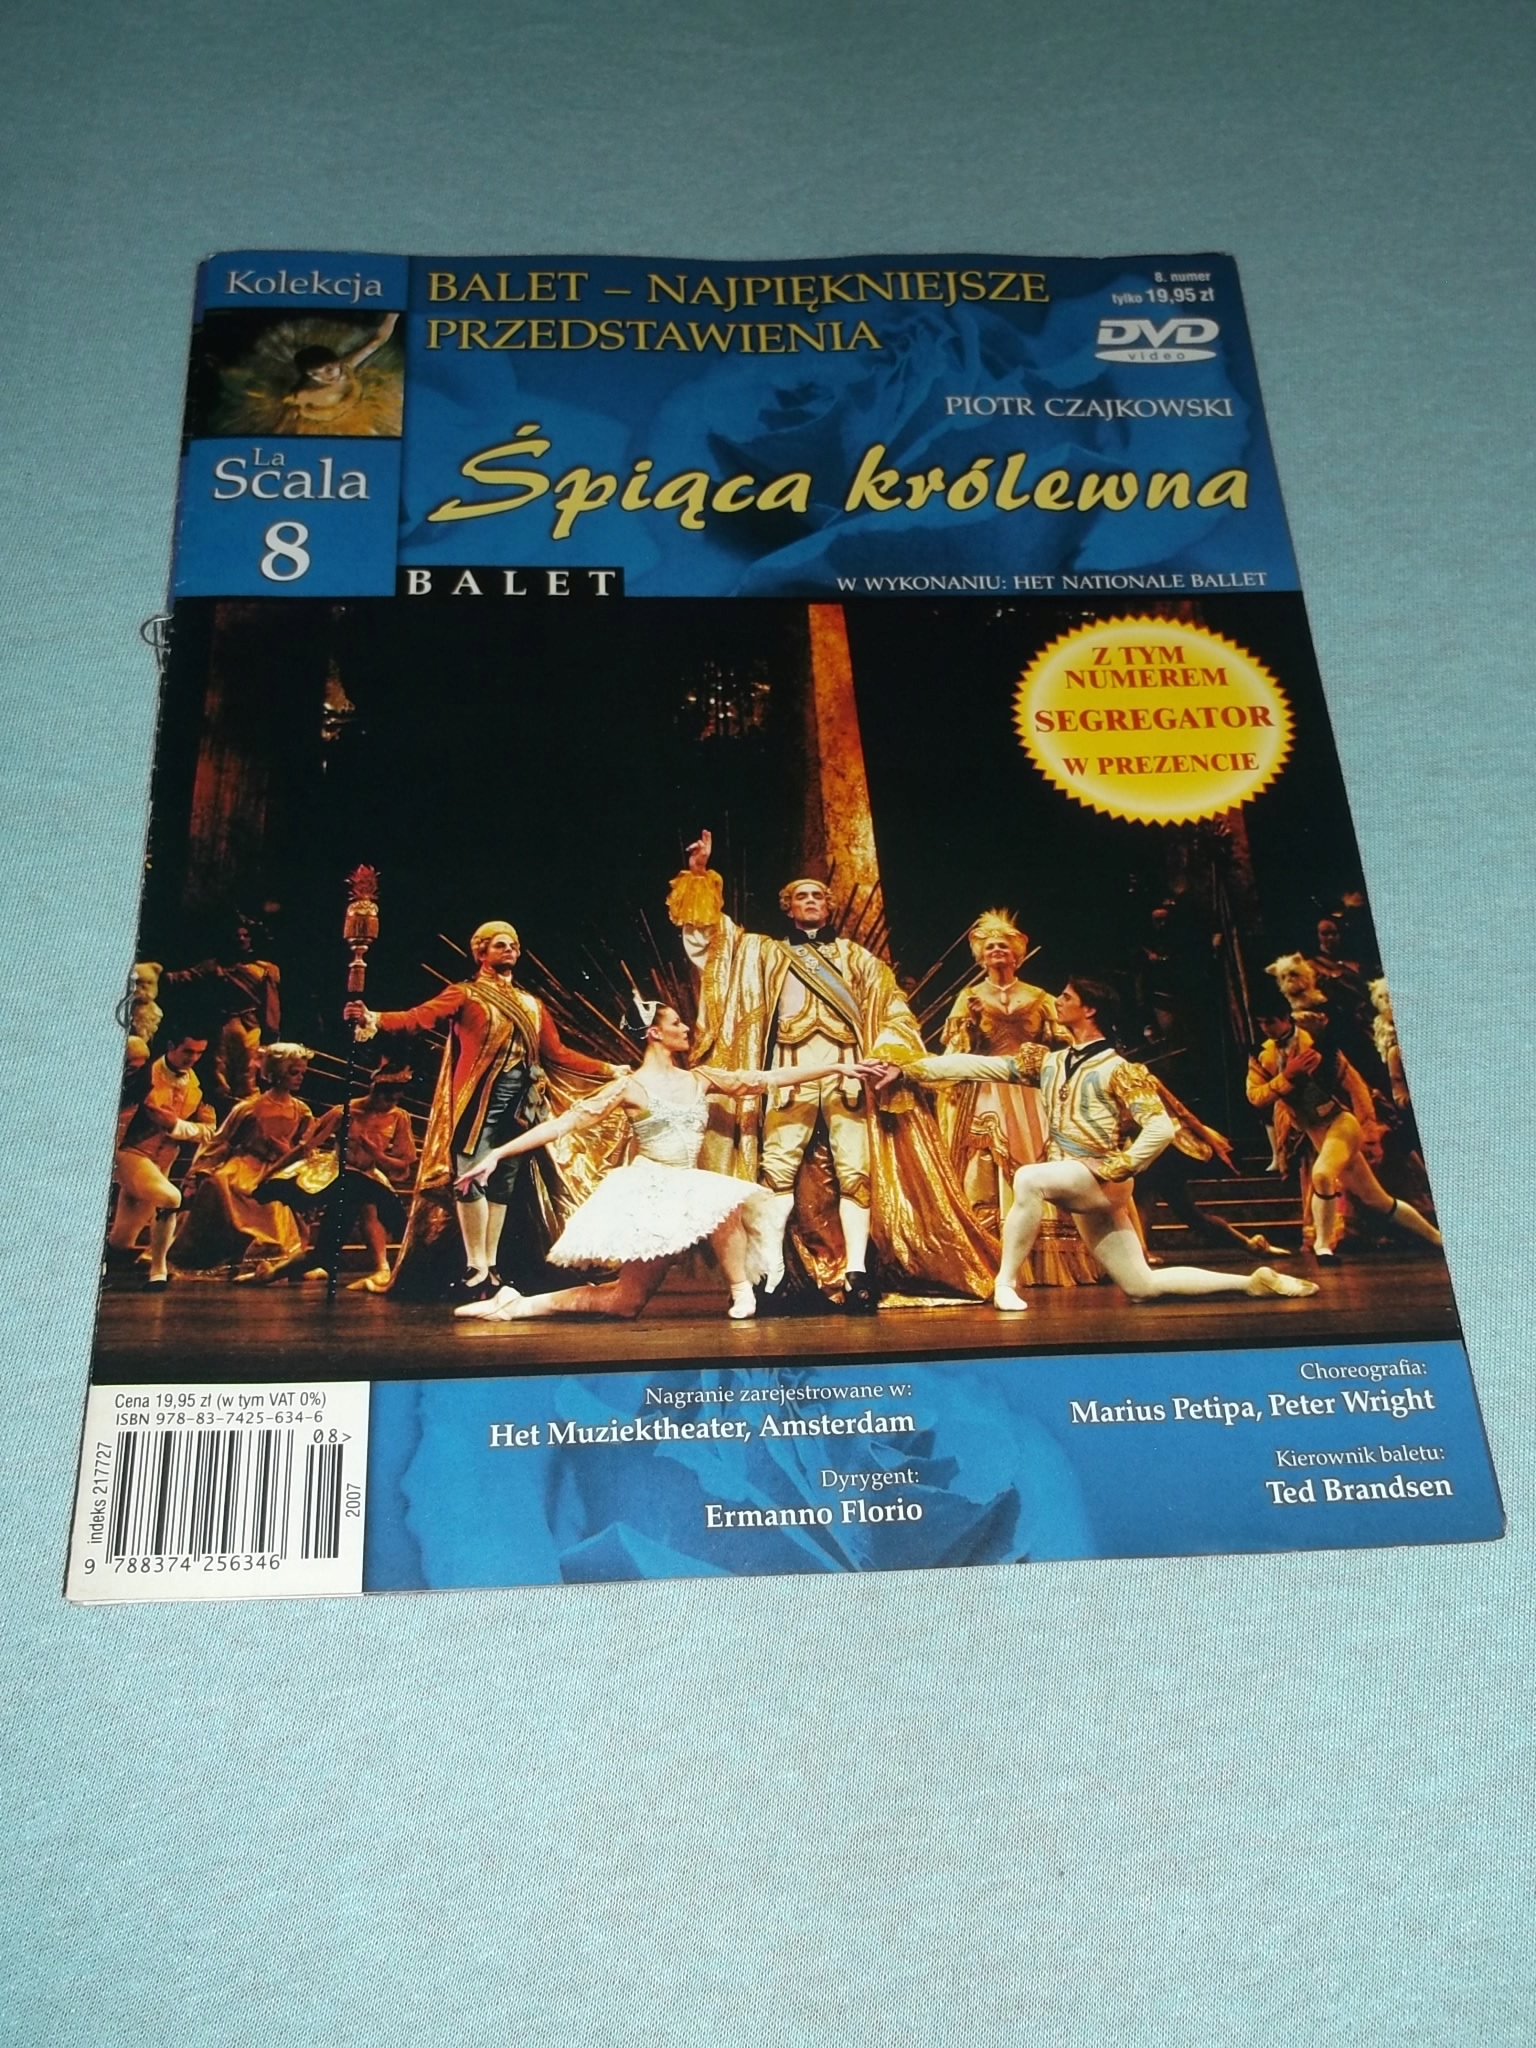 Kolekcja
La
Scala
8
BALET – NAJPIĘKNIEJSZE
PRZEDSTAWIENIA
8. numer
tylko 19,95 zł
DVD
video
PIOTR CZAJKOWSKI
Śpiąca królewna
BALET
W WYKONANIU: HET NATIONALE BALLET
Z TYM
NUMEREM
SEGREGATOR
W PREZENCIE
Cena 19,95 zł (w tym VAT 0%)
ISBN 978-83-7425-634-6
08>
indeks 217727
2007
9 788374 256346
Nagranie zarejestrowane w:
Het Muziektheater, Amsterdam
Dyrygent:
Ermanno Florio
Choreografia:
Marius Petipa, Peter Wright
Kierownik baletu:
Ted Brandsen